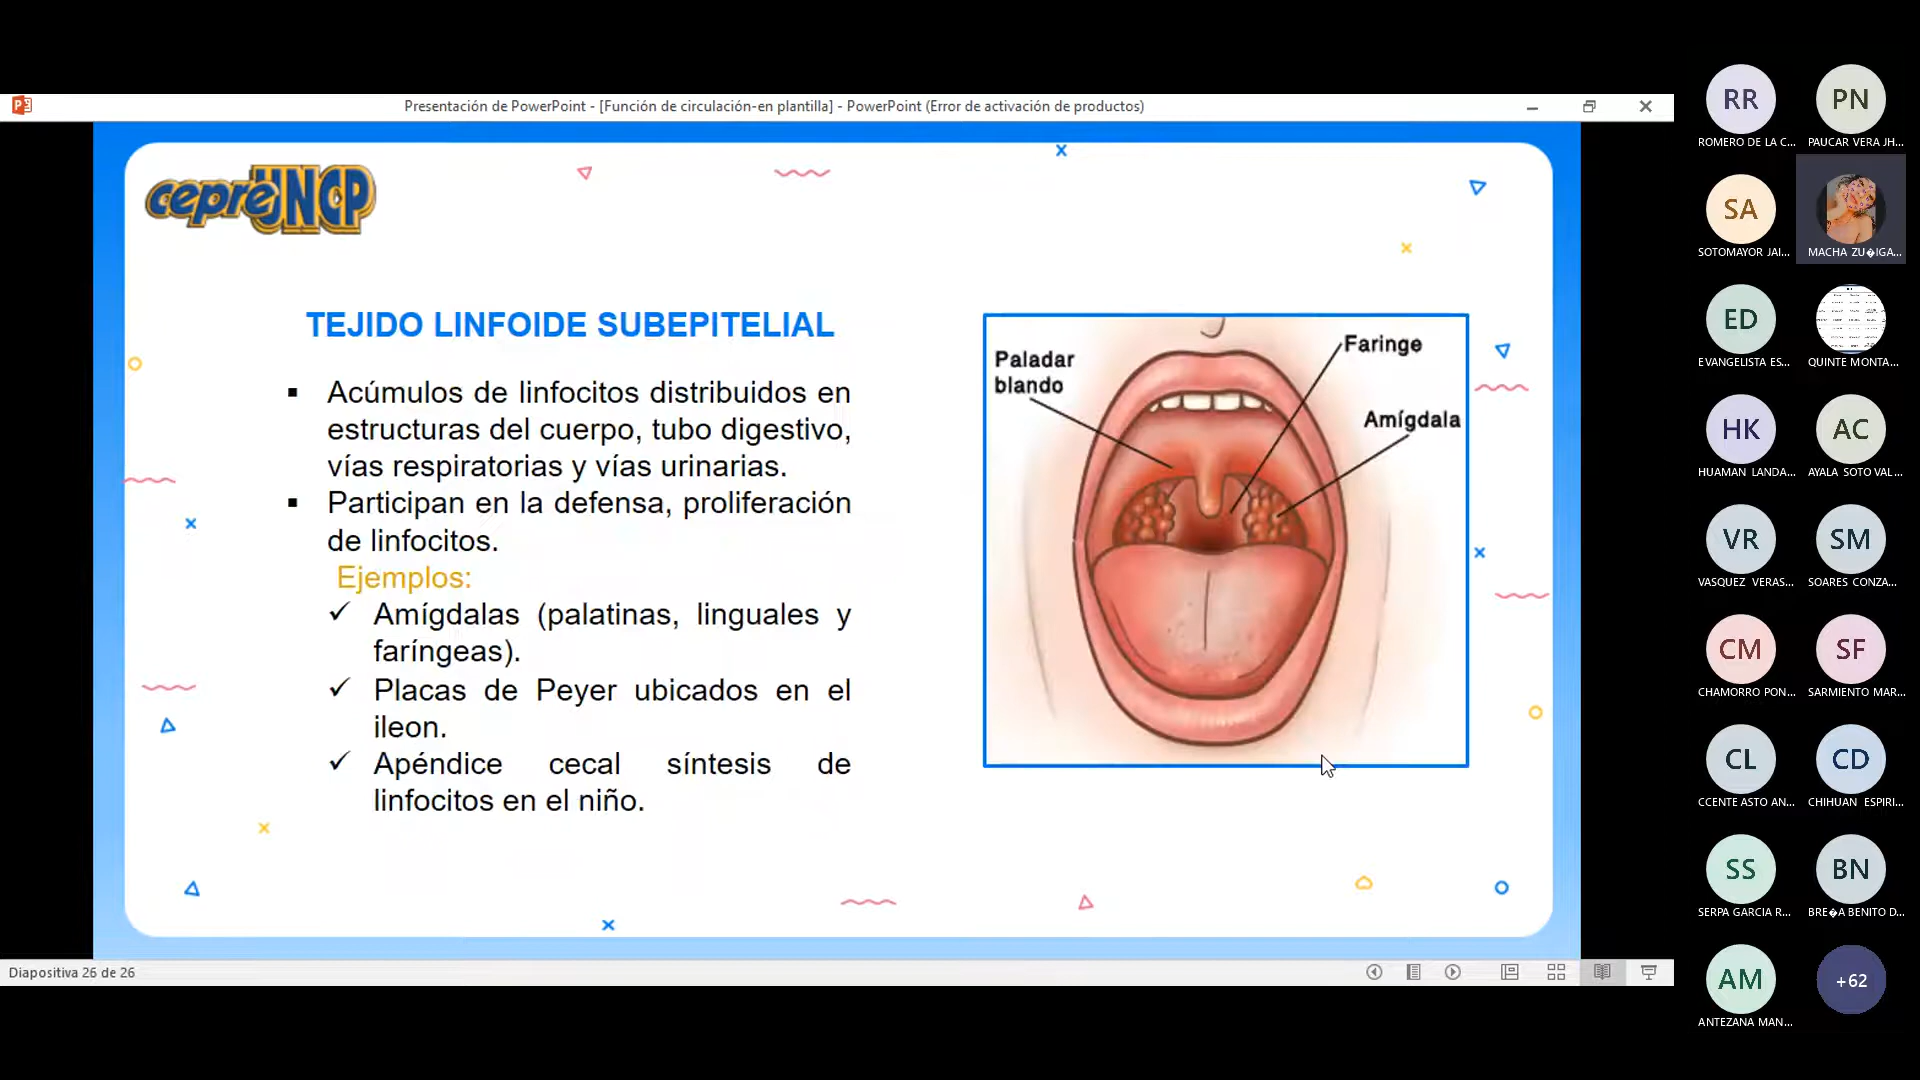 Presentación de PowerPoint - [Función de circulación-en plantilla] - PowerPoint (Error de activación de productos)
cepreUNCP
TEJIDO LINFOIDE SUBEPITELIAL
▪ Acúmulos de linfocitos distribuidos en
estructuras del cuerpo, tubo digestivo,
vías respiratorias y vías urinarias.
▪ Participan en la defensa, proliferación
de linfocitos.
Ejemplos:
✓ Amígdalas (palatinas, linguales y
faríngeas).
✓ Placas de Peyer ubicados en el
ileon.
✓ Apéndice cecal síntesis de
linfocitos en el niño.
Paladar
blando
Faringe
Amígdala
Diapositiva 26 de 26
RR
ROMERO DE LA C...
PN
PAUCAR VERA JH...
SA
SOTOMAYOR JAI...
MACHA ZU�IGA...
ED
EVANGELISTA ES...
QUINTE MONTA...
HK
HUAMAN LANDA...
AC
AYALA SOTO VAL...
VR
VASQUEZ VERAS...
SM
SOARES CONZA...
CM
CHAMORRO PON...
SF
SARMIENTO MAR...
CL
CCENTE ASTO AN...
CD
CHIHUAN ESPIRI...
SS
SERPA GARCIA R...
BN
BRE�A BENITO D...
AM
ANTEZANA MAN...
+62